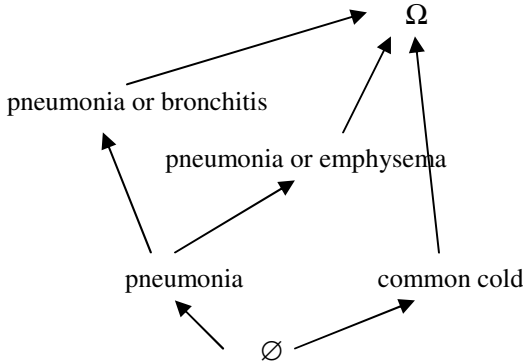 Ω
pneumonia or bronchitis
pneumonia or emphysema
pneumonia
common cold
∅